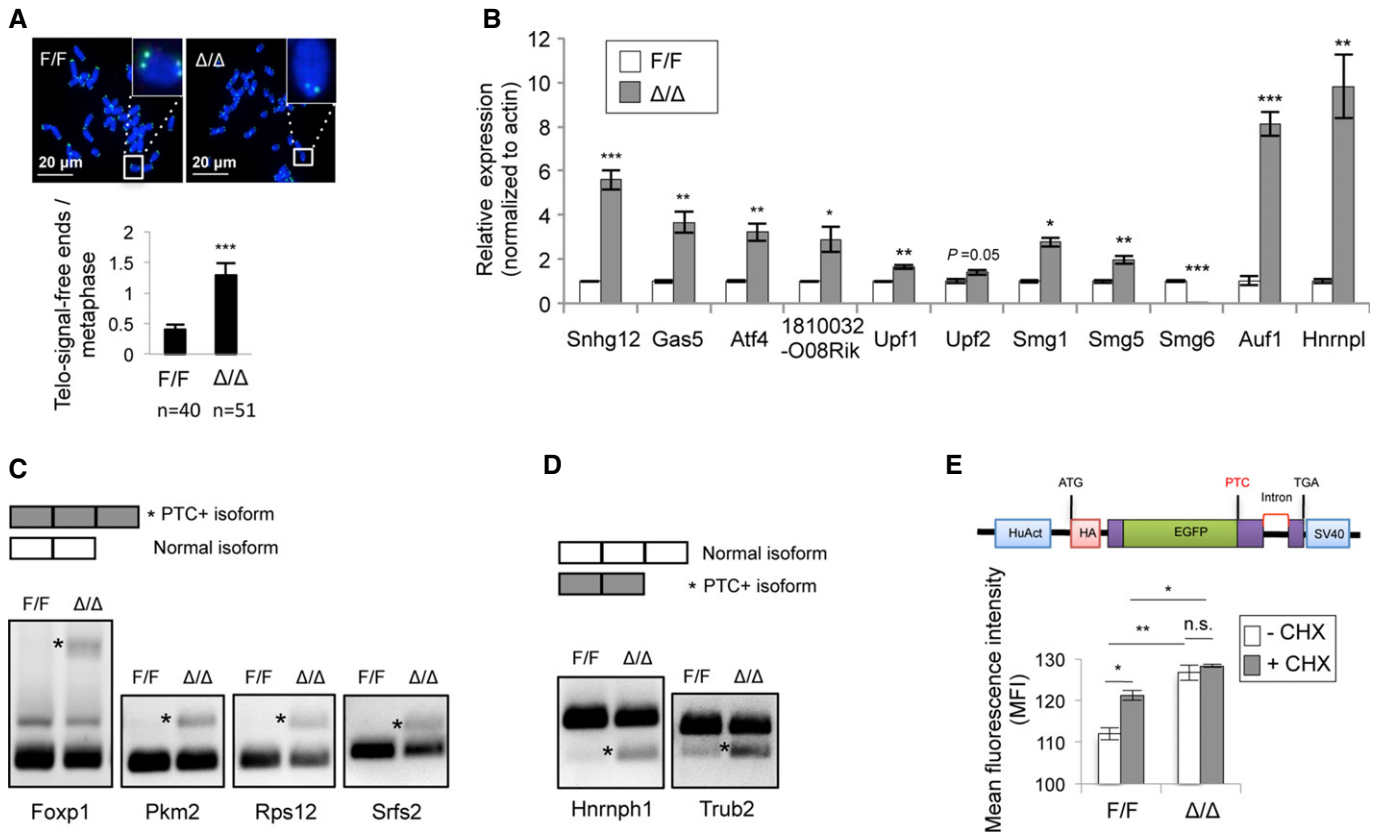 A
F/F
Δ/Δ
20 μm
20 μm
Telo-signal-free ends /
metaphase
2
1.5
1
0.5
0
***
F/F
Δ/Δ
n=40
n=51
B
Relative expression
(normalized to actin)
12
10
8
6
4
2
0
F/F
Δ/Δ
***
**
**
*
**
P =0.05
*
**
***
***
**
Snhg12
Gas5
Atf4
1810032
-O08Rik
Upf1
Upf2
Smg1
Smg5
Smg6
Auf1
Hnrnpl
C
* PTC+ isoform
Normal isoform
F/F Δ/Δ
*
Foxp1
F/F Δ/Δ
*
Pkm2
F/F Δ/Δ
*
Rps12
F/F Δ/Δ
*
Srfs2
D
Normal isoform
* PTC+ isoform
F/F Δ/Δ
*
Hnrnph1
F/F Δ/Δ
*
Trub2
E
ATG
PTC
Intron
TGA
HuAct
HA
EGFP
SV40
Mean fluorescence intensity
(MFI)
130
120
110
100
*
**
*
n.s.
- CHX
+ CHX
F/F
Δ/Δ